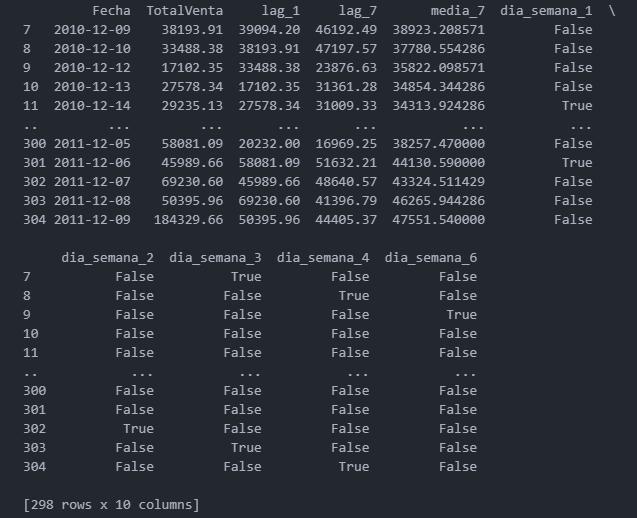 Fecha TotalVenta lag_1 lag_7 media_7 dia_semana_1 \
7 2010-12-09 38193.91 39094.20 46192.49 38923.208571 False
8 2010-12-10 33488.38 38193.91 47197.57 37780.554286 False
9 2010-12-12 17102.35 33488.38 23876.63 35822.098571 False
10 2010-12-13 27578.34 17102.35 31361.28 34854.344286 False
11 2010-12-14 29235.13 27578.34 31009.33 34313.924286 True
.. ... ... ... ... ... ...
300 2011-12-05 58081.09 20232.00 16969.25 38257.470000 False
301 2011-12-06 45989.66 58081.09 51632.21 44130.590000 True
302 2011-12-07 69230.60 45989.66 48640.57 43324.511429 False
303 2011-12-08 50395.96 69230.60 41396.79 46265.944286 False
304 2011-12-09 184329.66 50395.96 44405.37 47551.540000 False
dia_semana_2 dia_semana_3 dia_semana_4 dia_semana_6
7 False True False False
8 False False True False
9 False False False True
10 False False False False
11 False False False False
.. ... ... ... ...
300 False False False False
301 False False False False
302 True False False False
303 False True False False
304 False False True False
[298 rows x 10 columns]